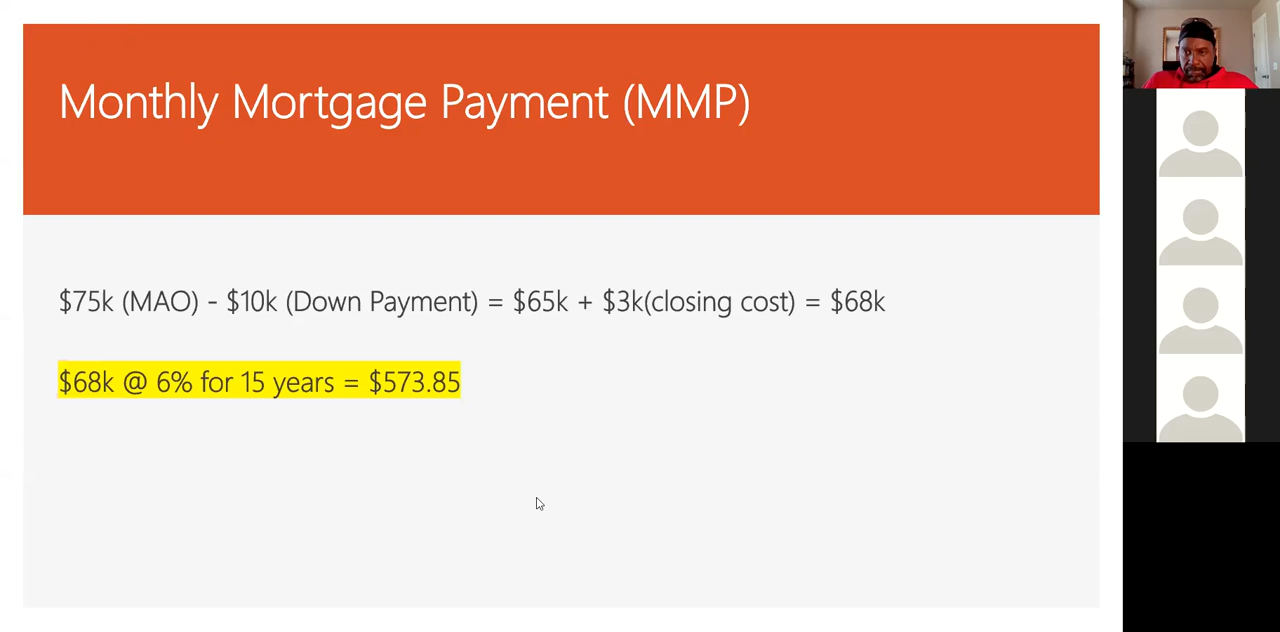 Monthly Mortgage Payment (MMP)
$75k (MAO) - $10k (Down Payment) = $65k + $3k(closing cost) = $68k
$68k @ 6% for 15 years = $573.85